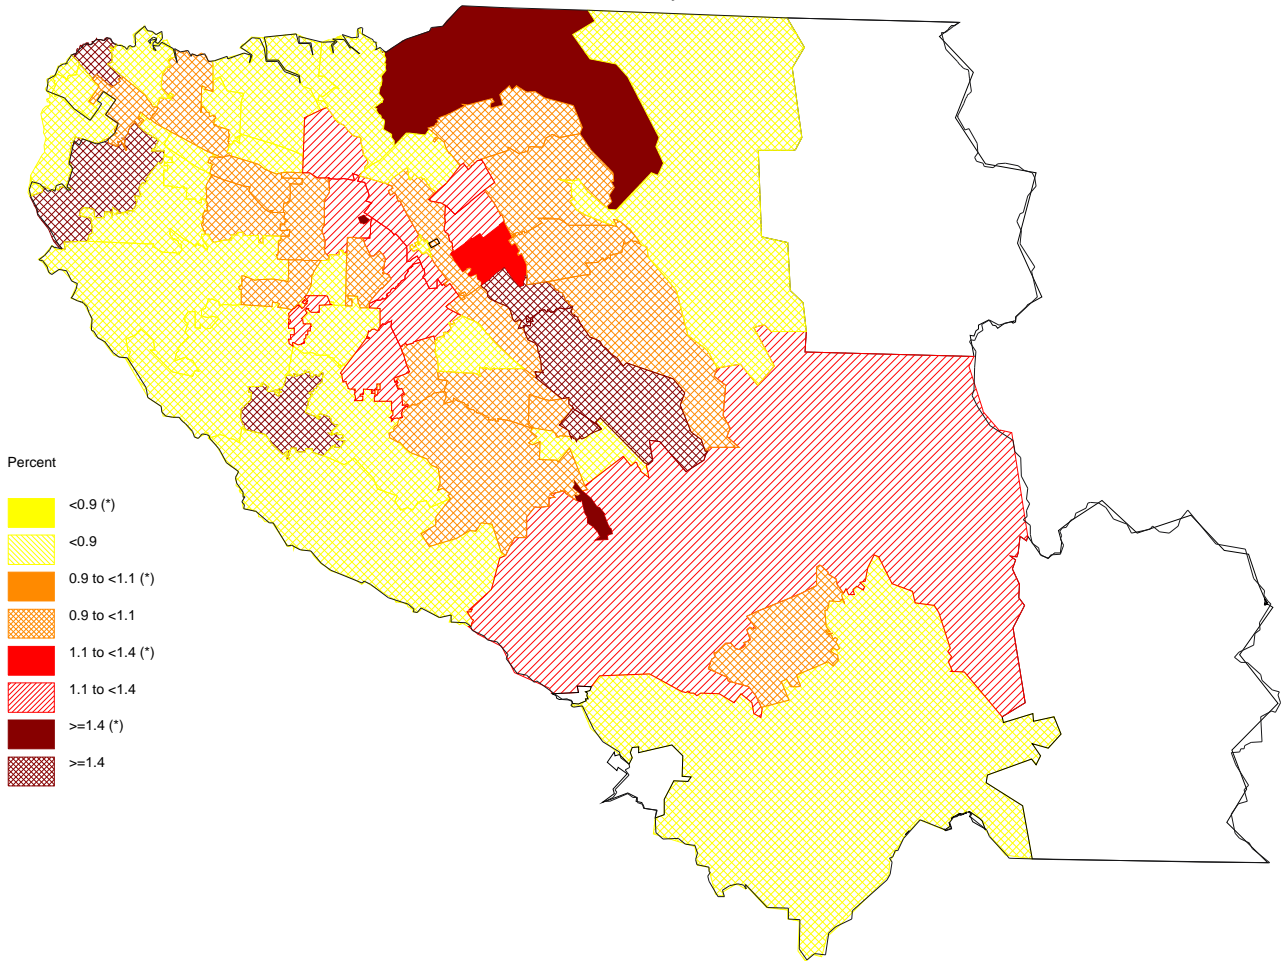 Percent
<0.9 (*)
<0.9
0.9 to <1.1 (*)
0.9 to <1.1
1.1 to <1.4 (*)
1.1 to <1.4
>=1.4 (*)
>=1.4